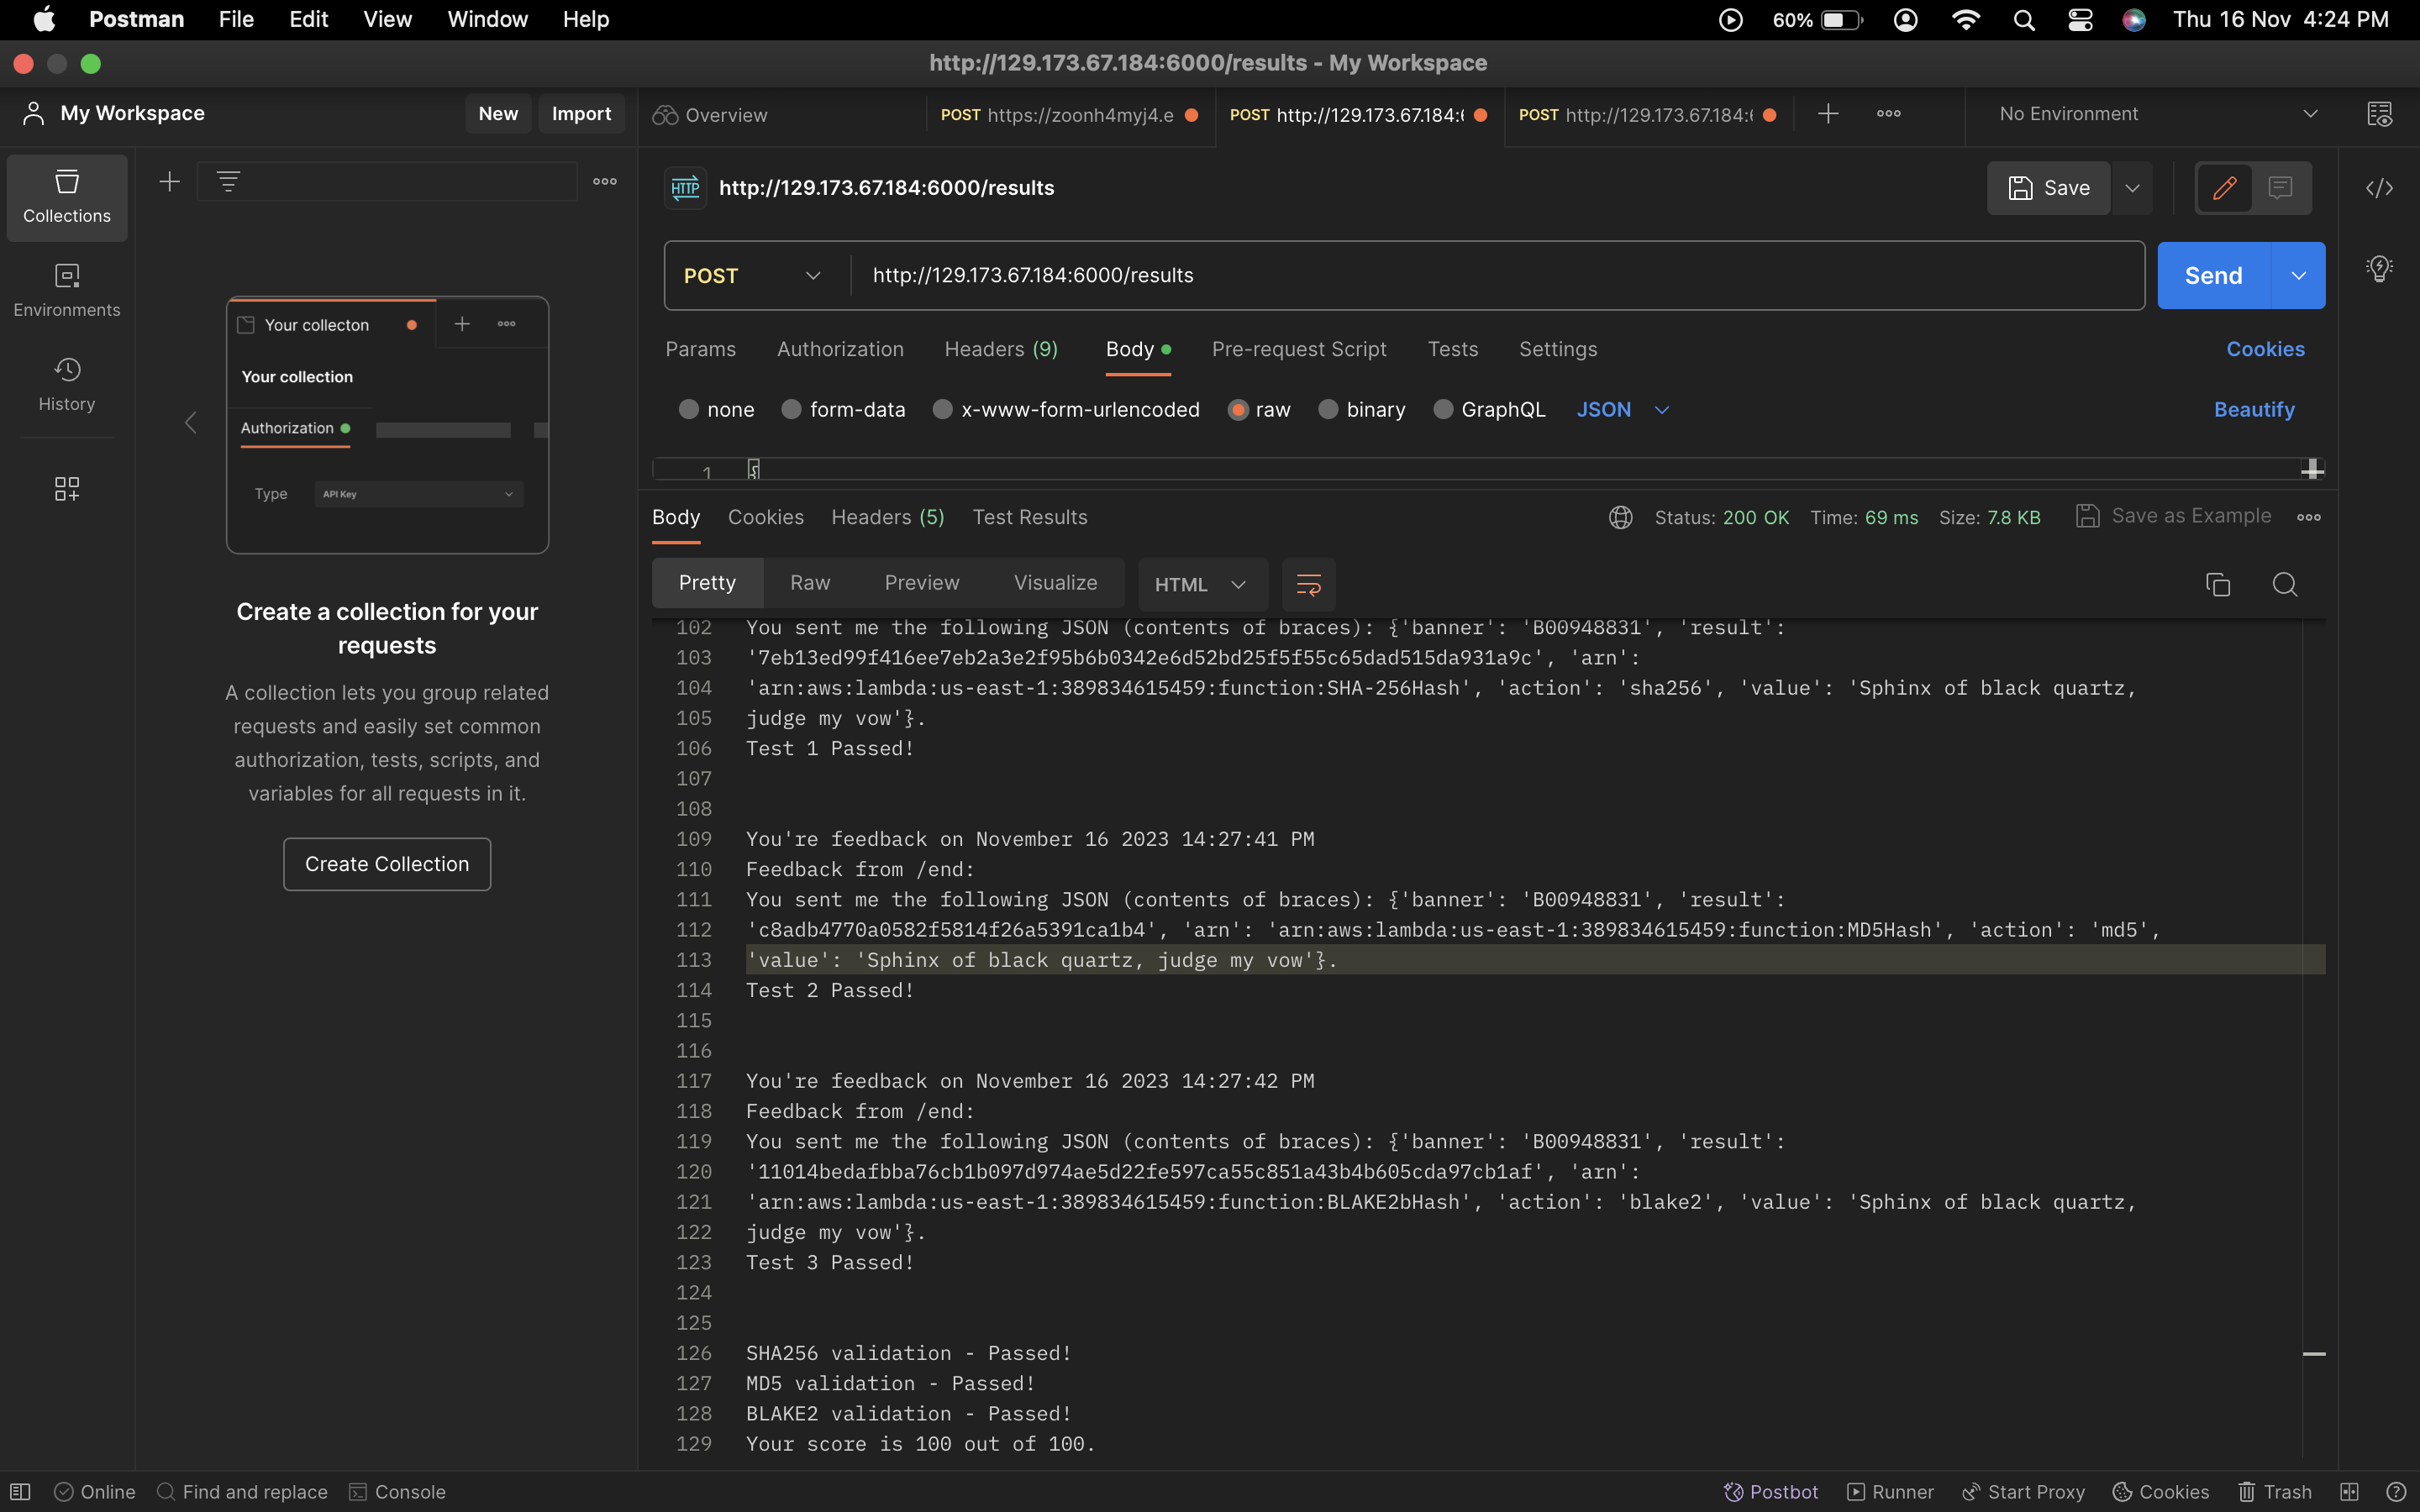 Postman File Edit View Window Help 60% Thu 16 Nov 4:24 PM
http://129.173.67.184:6000/results - My Workspace
My Workspace New Import Overview POST https://zoonh4myj4.e POST http://129.173.67.184: POST http://129.173.67.184: No Environment
Collections
Environments
History
Your collecton
Your collection
Authorization
Type API Key
Create a collection for your
requests
A collection lets you group related
requests and easily set common
authorization, tests, scripts, and
variables for all requests in it.
Create Collection
HTTP http://129.173.67.184:6000/results Save
POST http://129.173.67.184:6000/results Send
Params Authorization Headers (9) Body Pre-request Script Tests Settings Cookies
none form-data x-www-form-urlencoded raw binary GraphQL JSON Beautify
1 {
Body Cookies Headers (5) Test Results Status: 200 OK Time: 69 ms Size: 7.8 KB Save as Example
Pretty Raw Preview Visualize HTML
102 You sent me the following JSON (contents of braces): {'banner': 'B00948831', 'result':
103 '7eb13ed99f416ee7eb2a3e2f95b6b0342e6d52bd25f5f55c65dad515da931a9c', 'arn':
104 'arn:aws:lambda:us-east-1:389834615459:function:SHA-256Hash', 'action': 'sha256', 'value': 'Sphinx of black quartz,
105 judge my vow'}.
106 Test 1 Passed!
107
108
109 You're feedback on November 16 2023 14:27:41 PM
110 Feedback from /end:
111 You sent me the following JSON (contents of braces): {'banner': 'B00948831', 'result':
112 'c8adb4770a0582f5814f26a5391ca1b4', 'arn': 'arn:aws:lambda:us-east-1:389834615459:function:MD5Hash', 'action': 'md5',
113 'value': 'Sphinx of black quartz, judge my vow'}.
114 Test 2 Passed!
115
116
117 You're feedback on November 16 2023 14:27:42 PM
118 Feedback from /end:
119 You sent me the following JSON (contents of braces): {'banner': 'B00948831', 'result':
120 '11014bedafbba76cb1b097d974ae5d22fe597ca55c851a43b4b605cda97cb1af', 'arn':
121 'arn:aws:lambda:us-east-1:389834615459:function:BLAKE2bHash', 'action': 'blake2', 'value': 'Sphinx of black quartz,
122 judge my vow'}.
123 Test 3 Passed!
124
125
126 SHA256 validation - Passed!
127 MD5 validation - Passed!
128 BLAKE2 validation - Passed!
129 Your score is 100 out of 100.
Online Find and replace Console Postbot Runner Start Proxy Cookies Trash